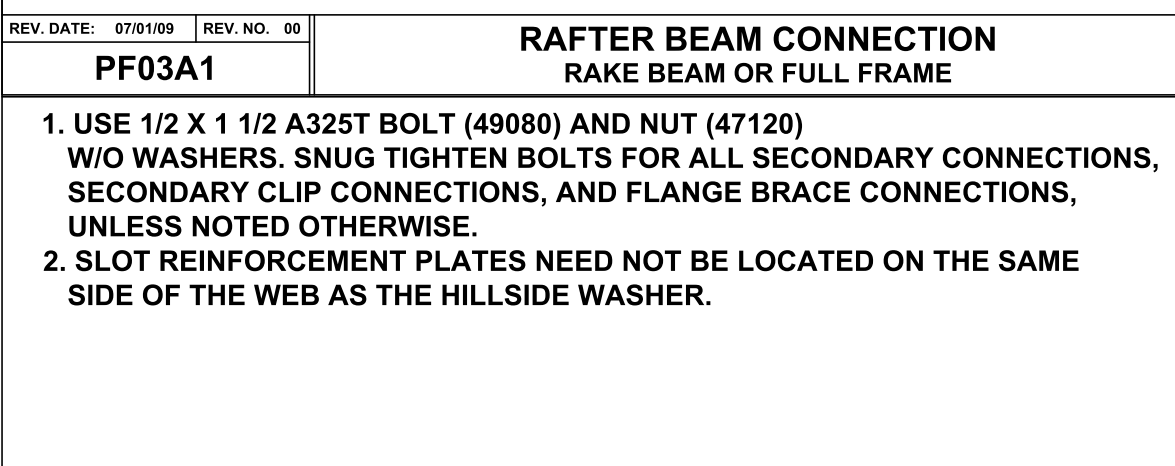 REV. DATE: 07/01/09 REV. NO. 00
PF03A1
RAFTER BEAM CONNECTION
RAKE BEAM OR FULL FRAME
1. USE 1/2 X 1 1/2 A325T BOLT (49080) AND NUT (47120)
W/O WASHERS. SNUG TIGHTEN BOLTS FOR ALL SECONDARY CONNECTIONS,
SECONDARY CLIP CONNECTIONS, AND FLANGE BRACE CONNECTIONS,
UNLESS NOTED OTHERWISE.
2. SLOT REINFORCEMENT PLATES NEED NOT BE LOCATED ON THE SAME
SIDE OF THE WEB AS THE HILLSIDE WASHER.